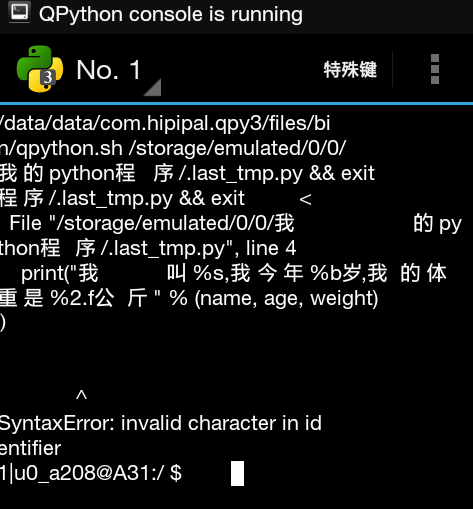 QPython console is running
3 No. 1 特殊键
/data/data/com.hipipal.qpy3/files/bi
n/qpython.sh /storage/emulated/0/0/
我 的 python程 序 /.last_tmp.py && exit
程 序 /.last_tmp.py && exit <
File "/storage/emulated/0/0/我 的 py
thon程 序 /.last_tmp.py", line 4
print("我 叫 %s,我 今 年 %b岁,我 的 体
重 是 %2.f公 斤 " % (name, age, weight)
)
^
SyntaxError: invalid character in id
entifier
1|u0_a208@A31:/ $